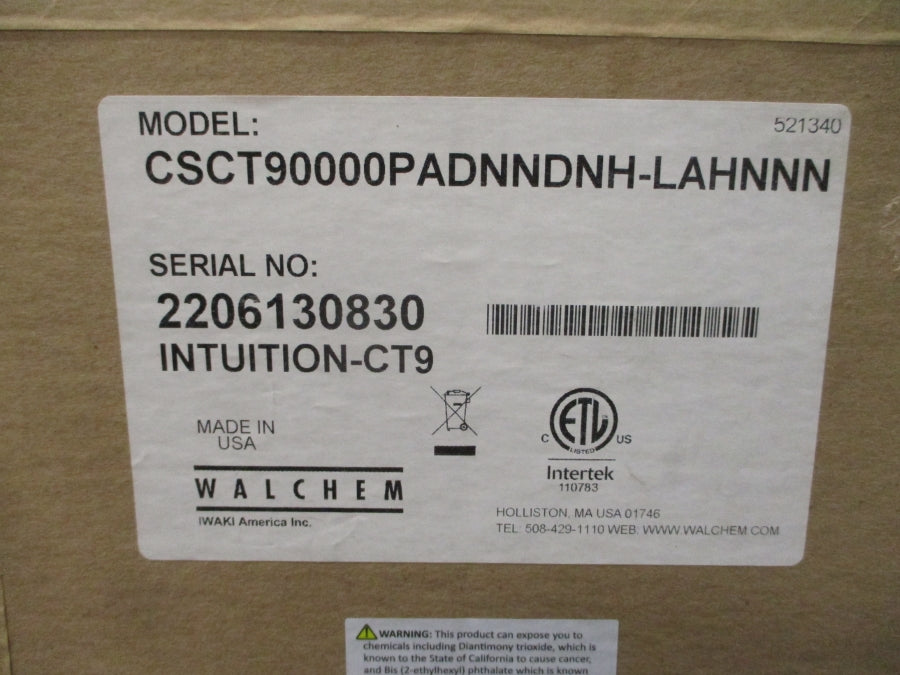 MODEL:
521340
CSCT90000PADNNDNH-LAHNNN
SERIAL NO:
2206130830
INTUITION-CT9
MADE IN
USA
WALCHEM
IWAKI America Inc.
C ETL US
LISTED
Intertek
110783
HOLLISTON, MA USA 01746
TEL: 508-429-1110 WEB: WWW.WALCHEM.COM
WARNING: This product can expose you to
chemicals including Diantimony trioxide, which is
known to the State of California to cause cancer,
and Bis (2-ethylhexyl) phthalate which is known